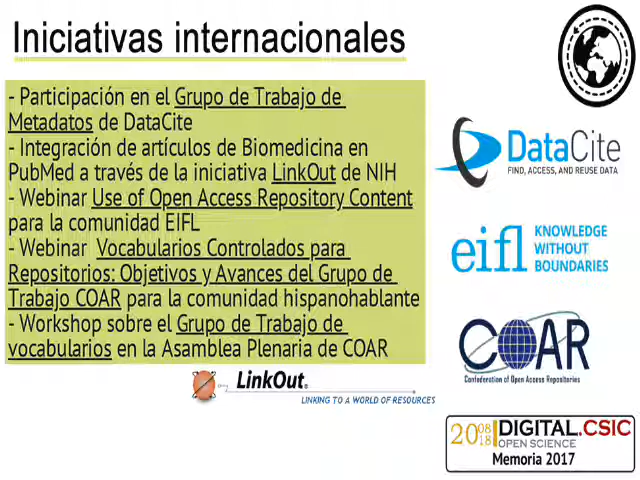 Iniciativas internacionales
- Participación en el Grupo de Trabajo de
Metadatos de DataCite
- Integración de artículos de Biomedicina en
PubMed a través de la iniciativa LinkOut de NIH
- Webinar Use of Open Access Repository Content
para la comunidad EIFL
- Webinar Vocabularios Controlados para
Repositorios: Objetivos y Avances del Grupo de
Trabajo COAR para la comunidad hispanohablante
- Workshop sobre el Grupo de Trabajo de
vocabularios en la Asamblea Plenaria de COAR
DataCite
FIND, ACCESS, AND REUSE DATA
eifl
KNOWLEDGE
WITHOUT
BOUNDARIES
COAR
Confederation of Open Access Repositories
LinkOut
LINKING TO A WORLD OF RESOURCES
2008 18 DIGITAL.CSIC
OPEN SCIENCE
Memoria 2017